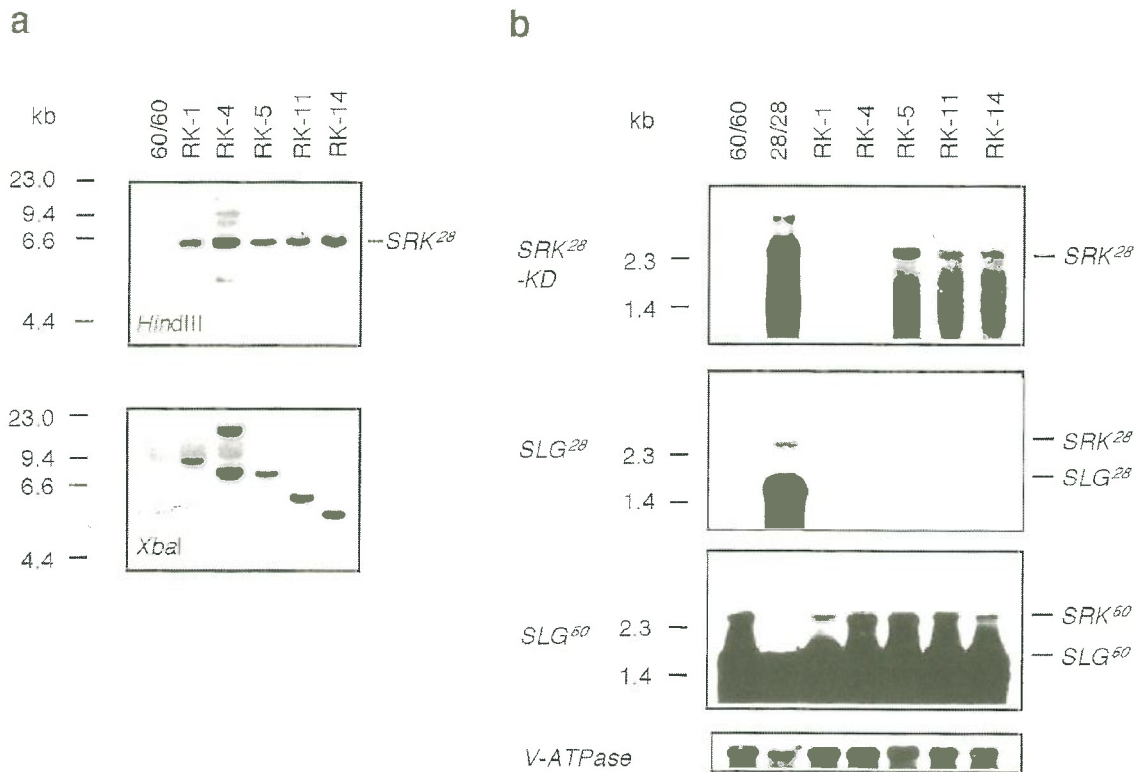 a
kb
60/60
RK-1
RK-4
RK-5
RK-11
RK-14
23.0
9.4
6.6
4.4
SRK28
HindIII
23.0
9.4
6.6
4.4
XbaI
b
kb
60/60
28/28
RK-1
RK-4
RK-5
RK-11
RK-14
SRK28
-KD
2.3
1.4
SRK28
SLG28
2.3
1.4
SRK28
SLG28
SLG60
2.3
1.4
SRK60
SLG60
V-ATPase